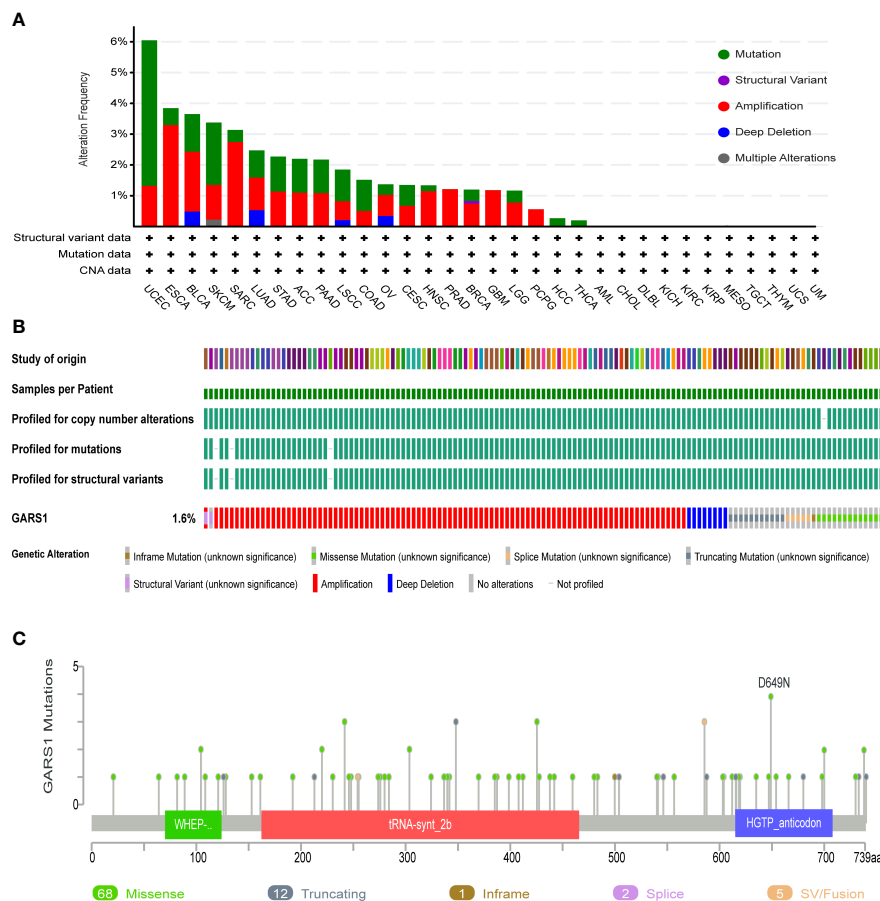 A
6%
5%
4%
3%
2%
1%
Alteration Frequency
Mutation
Structural Variant
Amplification
Deep Deletion
Multiple Alterations
Structural variant data
Mutation data
CNA data
UCEC ESCA BLCA SKCM SARC LUAD STAD ACC PAAD LSCC COAD OV CESC HNSC PRAD BRCA GBM LGG PCPG HCC THCA AML CHOL DLBL KICH KIRC KIRP MESO TGCT THYM UCS UM
B
Study of origin
Samples per Patient
Profiled for copy number alterations
Profiled for mutations
Profiled for structural variants
GARS1 1.6%
Genetic Alteration Inframe Mutation (unknown significance) Missense Mutation (unknown significance) Splice Mutation (unknown significance) Truncating Mutation (unknown significance)
Structural Variant (unknown significance) Amplification Deep Deletion No alterations – Not profiled
C
GARS1 Mutations
5
0
D649N
WHEP-.. tRNA-synt_2b HGTP_anticodon
0 100 200 300 400 500 600 700 739aa
68 Missense 12 Truncating 1 Inframe 2 Splice 5 SV/Fusion